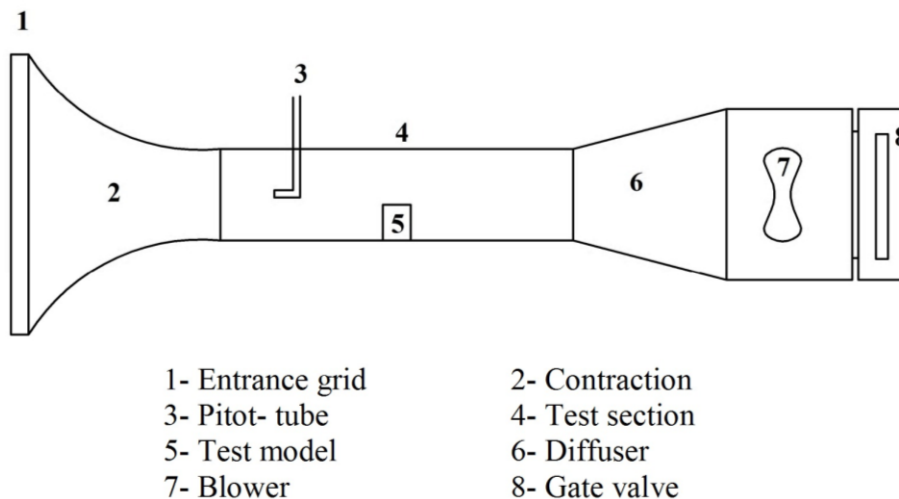 1
3
4
8
2
7
6
5
1- Entrance grid 2- Contraction
3- Pitot- tube 4- Test section
5- Test model 6- Diffuser
7- Blower 8- Gate valve